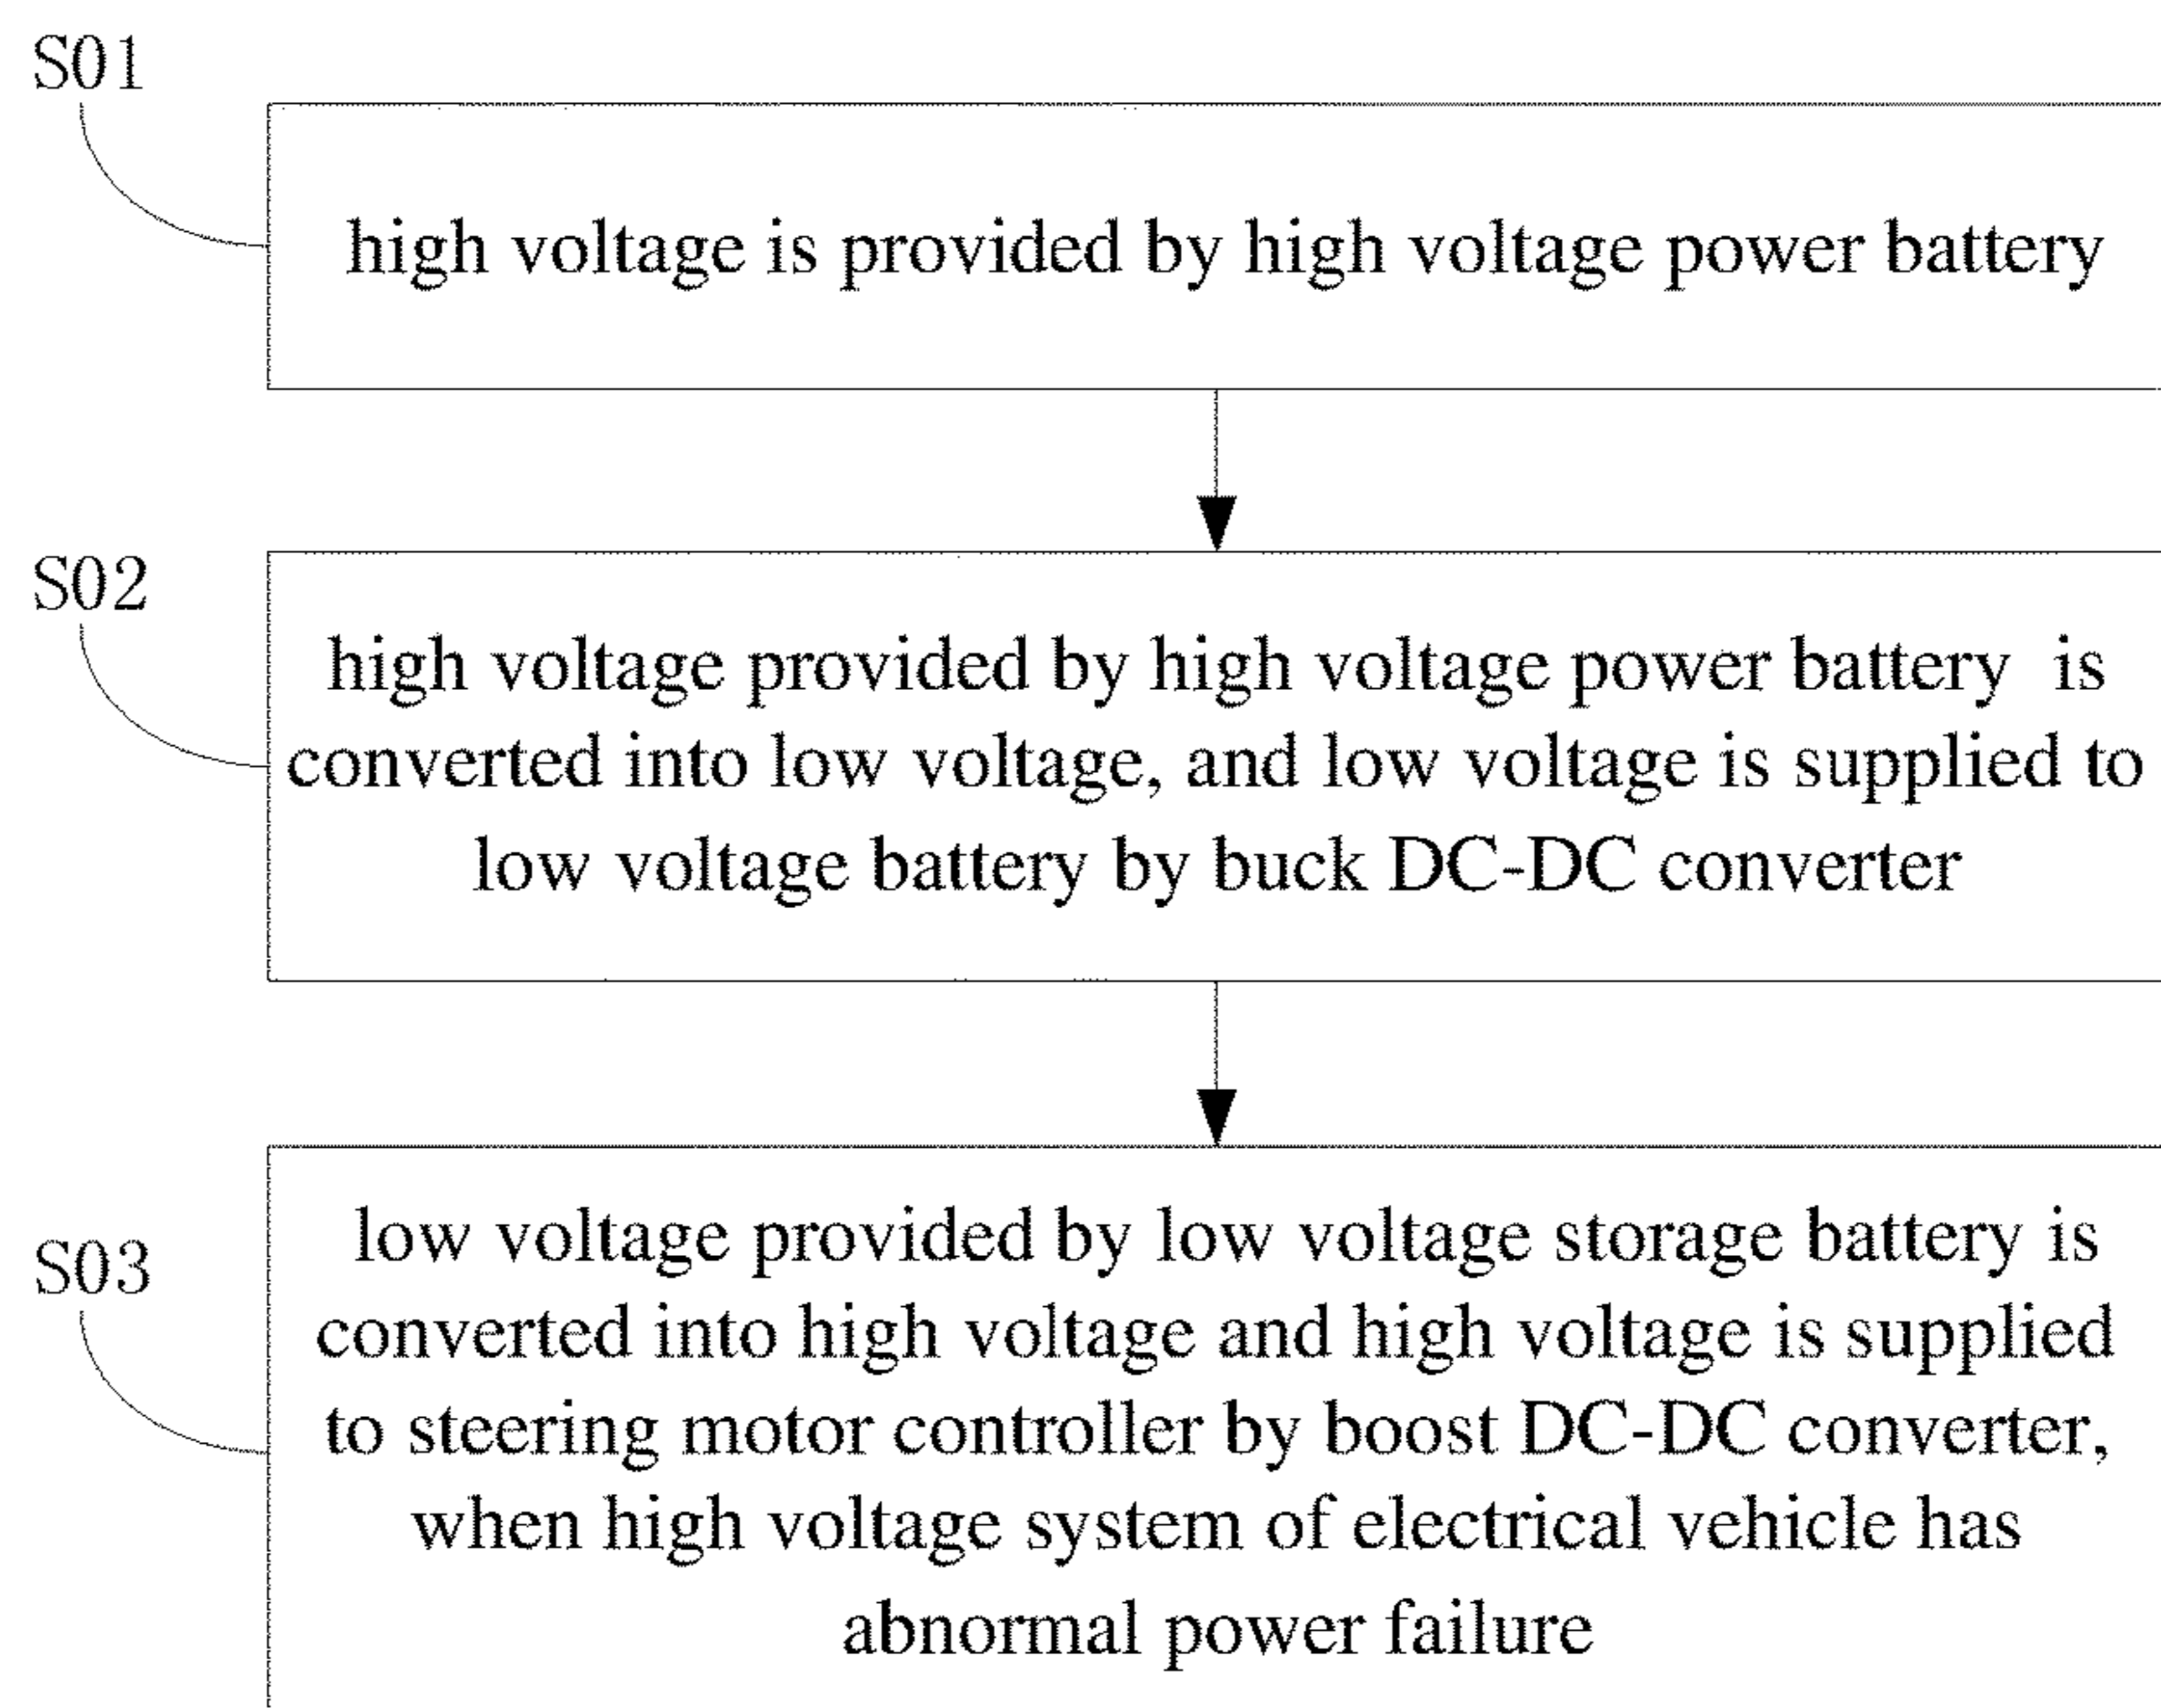 S01
high voltage is provided by high voltage power battery
S02
high voltage provided by high voltage power battery is
converted into low voltage, and low voltage is supplied to
low voltage battery by buck DC-DC converter
S03
low voltage provided by low voltage storage battery is
converted into high voltage and high voltage is supplied
to steering motor controller by boost DC-DC converter,
when high voltage system of electrical vehicle has
abnormal power failure